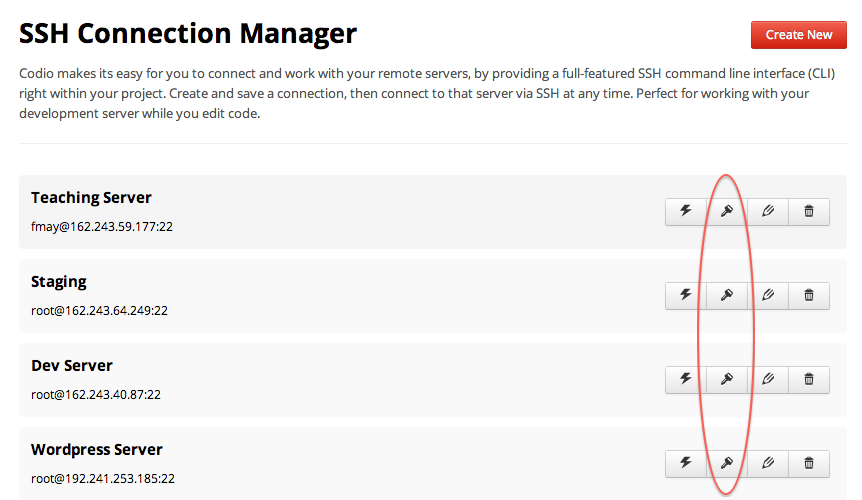 SSH Connection Manager
Create New
Codio makes its easy for you to connect and work with your remote servers, by providing a full-featured SSH command line interface (CLI)
right within your project. Create and save a connection, then connect to that server via SSH at any time. Perfect for working with your
development server while you edit code.
Teaching Server
fmay@162.243.59.177:22
Staging
root@162.243.64.249:22
Dev Server
root@162.243.40.87:22
Wordpress Server
root@192.241.253.185:22